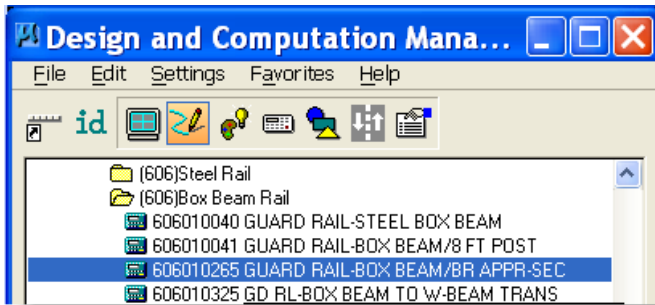 Design and Computation Mana...
File Edit Settings Favorites Help
id
(606)Steel Rail
(606)Box Beam Rail
606010040 GUARD RAIL-STEEL BOX BEAM
606010041 GUARD RAIL-BOX BEAM/8 FT POST
606010265 GUARD RAIL-BOX BEAM/BR APPR-SEC
606010325 GD RL-BOX BEAM TO W-BEAM TRANS